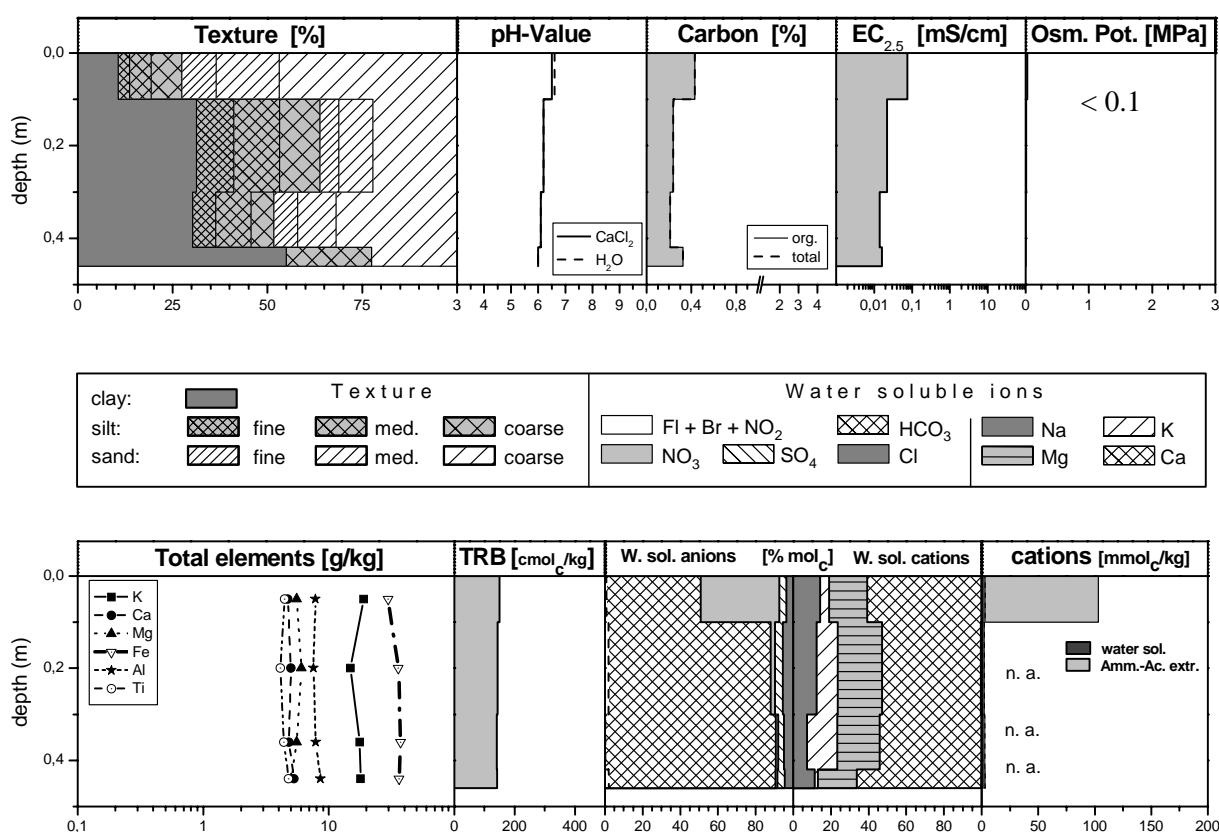 Texture [%]
pH-Value
Carbon [%]
EC2.5 [mS/cm]
Osm. Pot. [MPa]
0,0
0,2
0,4
depth (m)
< 0.1
CaCl2
H2O
org.
total
0 25 50 75
3 4 5 6 7 8 9
0,0 0,4 0,8 2 3 4
0,01 0,1 1 10
0 1 2 3
Texture
clay:
silt: fine med. coarse
sand: fine med. coarse
Water soluble ions
Fl + Br + NO2 HCO3
NO3 SO4 Cl
Na K
Mg Ca
Total elements [g/kg]
TRB [cmolc/kg]
W. sol. anions [% molc] W. sol. cations
cations [mmolc/kg]
0,0
0,2
0,4
depth (m)
K
Ca
Mg
Fe
Al
Ti
water sol.
Amm.-Ac. extr.
n. a.
n. a.
n. a.
0.1 1 10
0 200 400
80 60 40 20 0 20 40 60 80
0 50 100 150 200